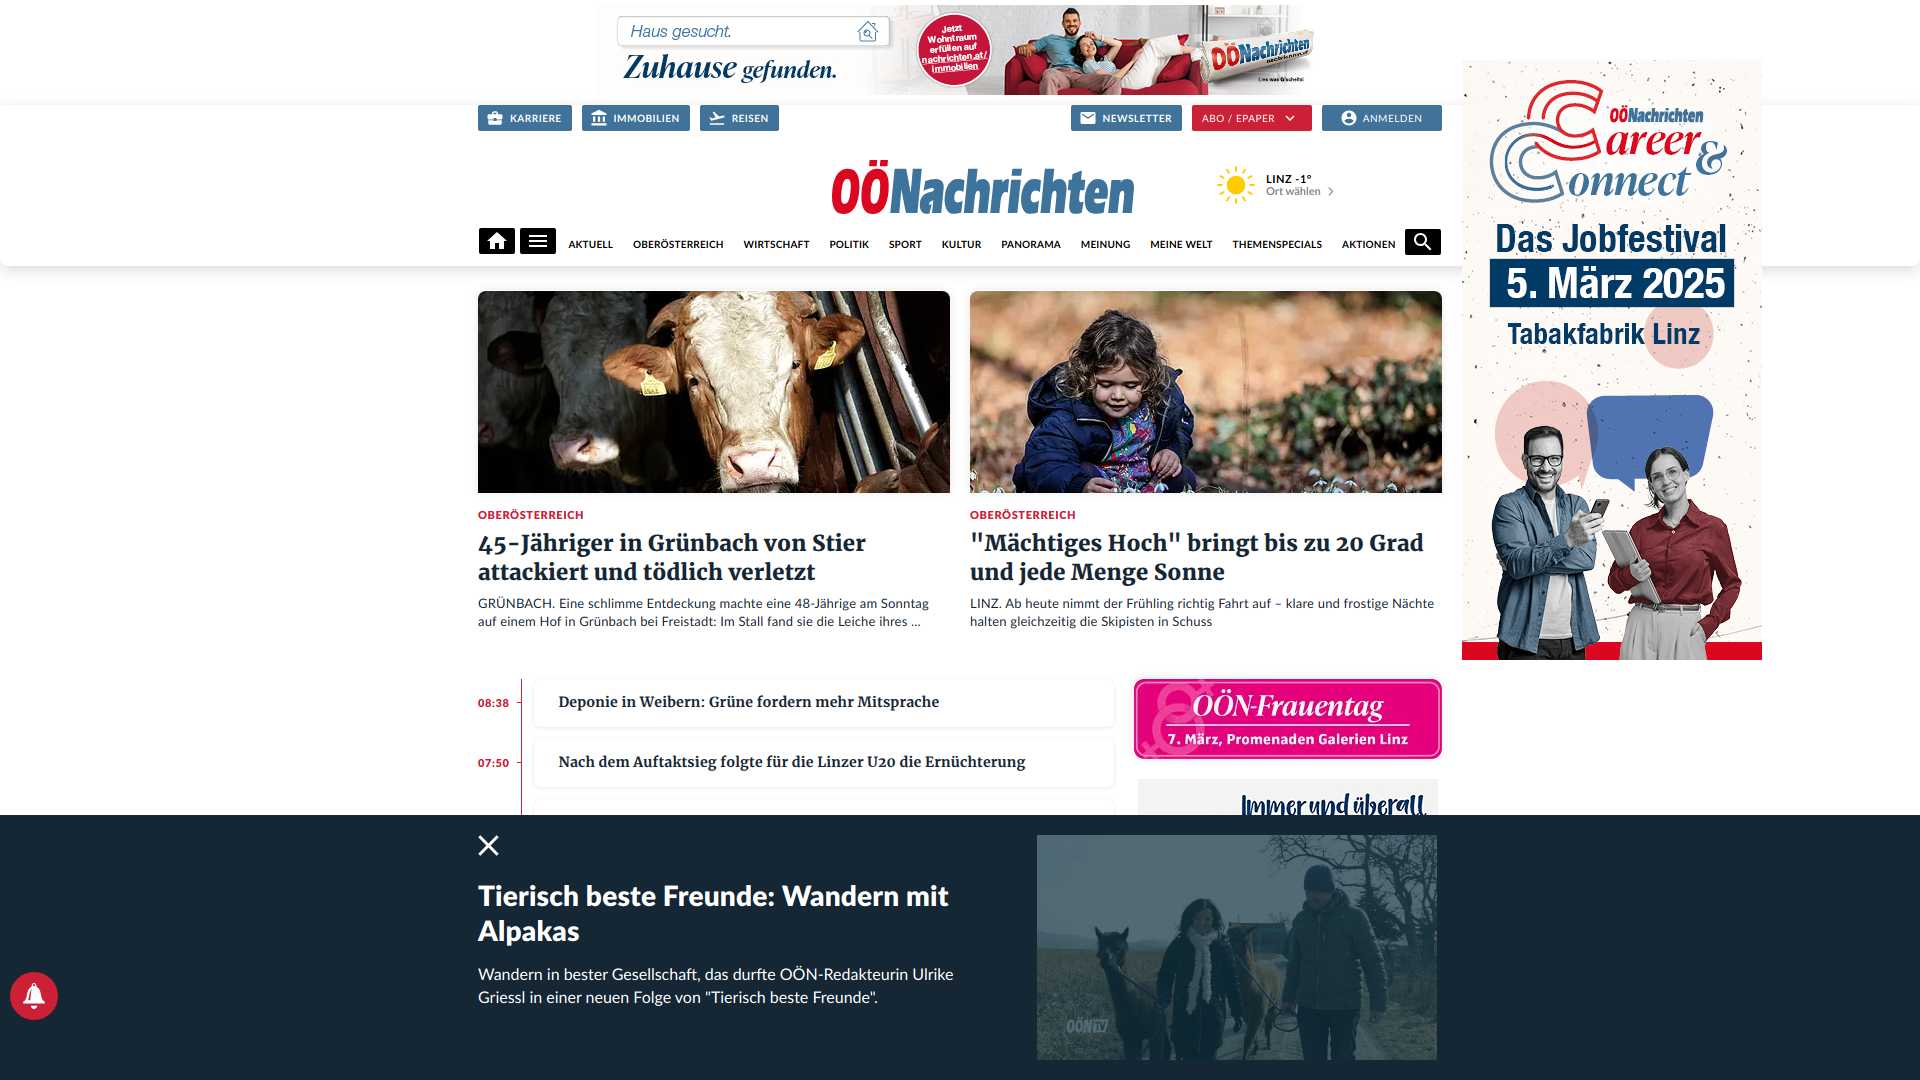 Haus gesucht.
Zuhause gefunden.
Jetzt
Wohntraum
erfüllen auf
nachrichten.at/
immobilien
OÖNachrichten
Lies was G'scheits!
KARRIERE
IMMOBILIEN
REISEN
NEWSLETTER
ABO / EPAPER
ANMELDEN
OÖNachrichten
LINZ -1°
Ort wählen
AKTUELL
OBERÖSTERREICH
WIRTSCHAFT
POLITIK
SPORT
KULTUR
PANORAMA
MEINUNG
MEINE WELT
THEMENSPECIALS
AKTIONEN
OÖNachrichten
Career &
Connect
Das Jobfestival
5. März 2025
Tabakfabrik Linz
OBERÖSTERREICH
45-Jähriger in Grünbach von Stier
attackiert und tödlich verletzt
GRÜNBACH. Eine schlimme Entdeckung machte eine 48-Jährige am Sonntag
auf einem Hof in Grünbach bei Freistadt: Im Stall fand sie die Leiche ihres ...
OBERÖSTERREICH
"Mächtiges Hoch" bringt bis zu 20 Grad
und jede Menge Sonne
LINZ. Ab heute nimmt der Frühling richtig Fahrt auf – klare und frostige Nächte
halten gleichzeitig die Skipisten in Schuss
08:38
Deponie in Weibern: Grüne fordern mehr Mitsprache
07:50
Nach dem Auftaktsieg folgte für die Linzer U20 die Ernüchterung
OÖN-Frauentag
7. März, Promenaden Galerien Linz
Immer und überall
Tierisch beste Freunde: Wandern mit
Alpakas
Wandern in bester Gesellschaft, das durfte OÖN-Redakteurin Ulrike
Griessl in einer neuen Folge von "Tierisch beste Freunde".
OÖNTV